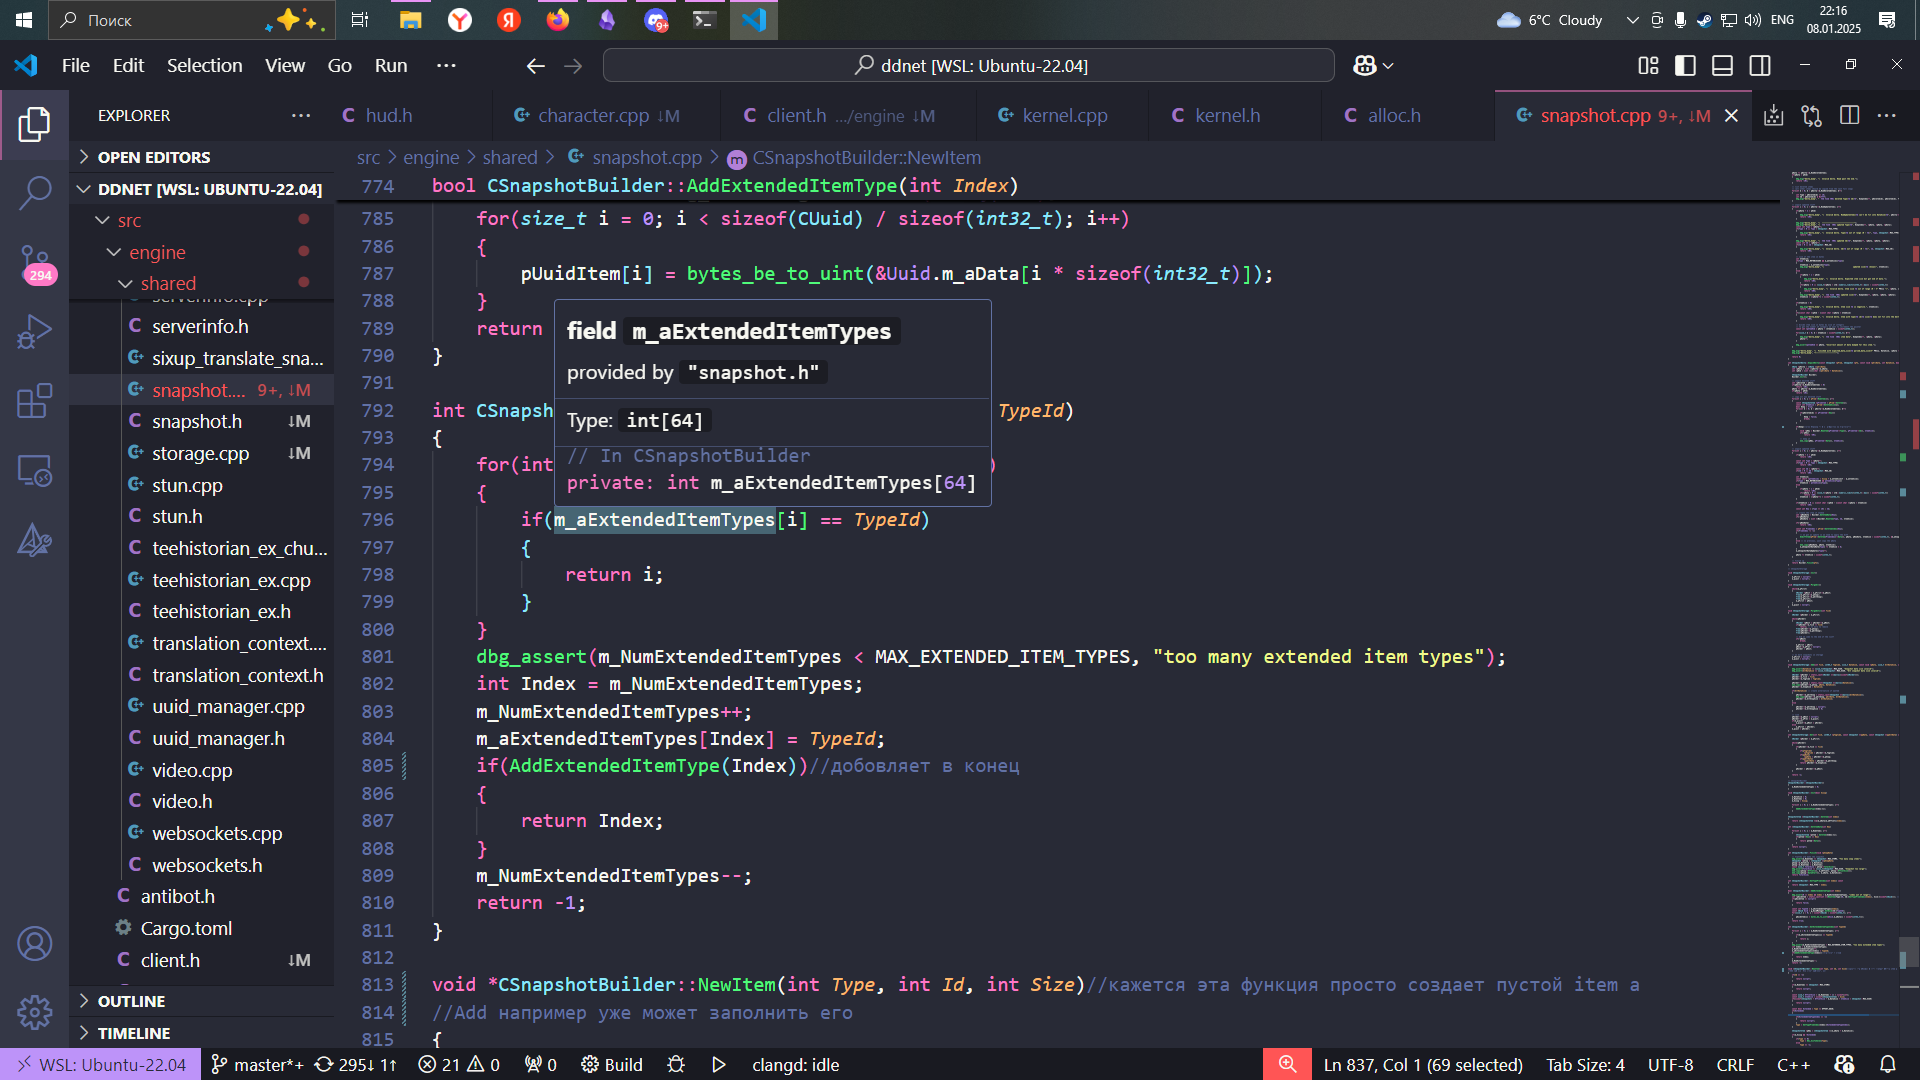 Поиск
9+
6°C Cloudy
ENG
22:16
08.01.2025
File Edit Selection View Go Run ...
ddnet [WSL: Ubuntu-22.04]
EXPLORER ...
hud.h
character.cpp ↓M
client.h .../engine ↓M
kernel.cpp
kernel.h
alloc.h
snapshot.cpp 9+, ↓M
OPEN EDITORS
DDNET [WSL: UBUNTU-22.04]
src
engine
shared
serverinfo.cpp
serverinfo.h
sixup_translate_sna...
snapshot.... 9+, ↓M
snapshot.h ↓M
storage.cpp ↓M
stun.cpp
stun.h
teehistorian_ex_chu...
teehistorian_ex.cpp
teehistorian_ex.h
translation_context....
translation_context.h
uuid_manager.cpp
uuid_manager.h
video.cpp
video.h
websockets.cpp
websockets.h
antibot.h
Cargo.toml
client.h ↓M
OUTLINE
TIMELINE
294
src > engine > shared > snapshot.cpp > CSnapshotBuilder::NewItem
774 bool CSnapshotBuilder::AddExtendedItemType(int Index)
785 for(size_t i = 0; i < sizeof(CUuid) / sizeof(int32_t); i++)
786 {
787 pUuidItem[i] = bytes_be_to_uint(&Uuid.m_aData[i * sizeof(int32_t)]);
788 }
789 return
790 }
791
792 int CSnapsh TypeId)
793 {
794 for(int )
795 {
796 if(m_aExtendedItemTypes[i] == TypeId)
797 {
798 return i;
799 }
800 }
801 dbg_assert(m_NumExtendedItemTypes < MAX_EXTENDED_ITEM_TYPES, "too many extended item types");
802 int Index = m_NumExtendedItemTypes;
803 m_NumExtendedItemTypes++;
804 m_aExtendedItemTypes[Index] = TypeId;
805 if(AddExtendedItemType(Index))//добовляет в конец
806 {
807 return Index;
808 }
809 m_NumExtendedItemTypes--;
810 return -1;
811 }
812
813 void *CSnapshotBuilder::NewItem(int Type, int Id, int Size)//кажется эта функция просто создает пустой item а
814 //Add например уже может заполнить его
815 {
field m_aExtendedItemTypes
provided by "snapshot.h"
Type: int[64]
// In CSnapshotBuilder
private: int m_aExtendedItemTypes[64]
WSL: Ubuntu-22.04
master*+
295↓ 1↑
21 0
0
Build
clangd: idle
Ln 837, Col 1 (69 selected)
Tab Size: 4
UTF-8
CRLF
C++